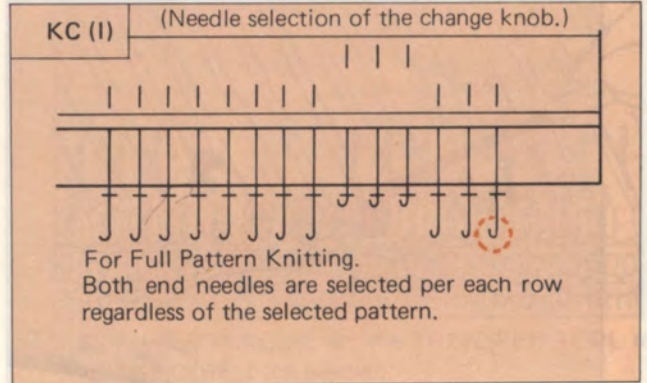 KC (I)
(Needle selection of the change knob.)
For Full Pattern Knitting.
Both end needles are selected per each row
regardless of the selected pattern.